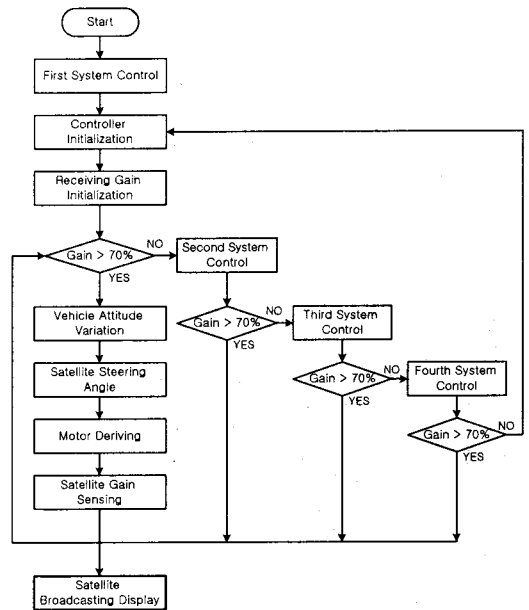 Start
First System Control
Controller
Initialization
Receiving Gain
Initialization
Gain > 70%
NO
YES
Second System
Control
Vehicle Attitude
Variation
Gain > 70%
NO
YES
Third System
Control
Satellite Steering
Angle
Gain > 70%
NO
YES
Fourth System
Control
Motor Deriving
Gain > 70%
NO
YES
Satellite Gain
Sensing
Satellite
Broadcasting Display